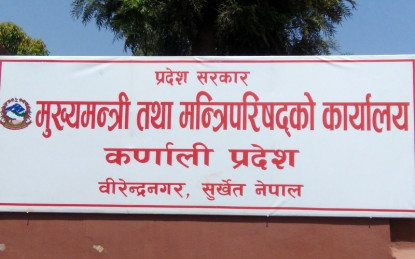 प्रदेश सरकार
मुख्यमन्त्री तथा मन्त्रिपरिषद्को कार्यालय
कर्णाली प्रदेश
वीरेन्द्रनगर, सुर्खेत नेपाल